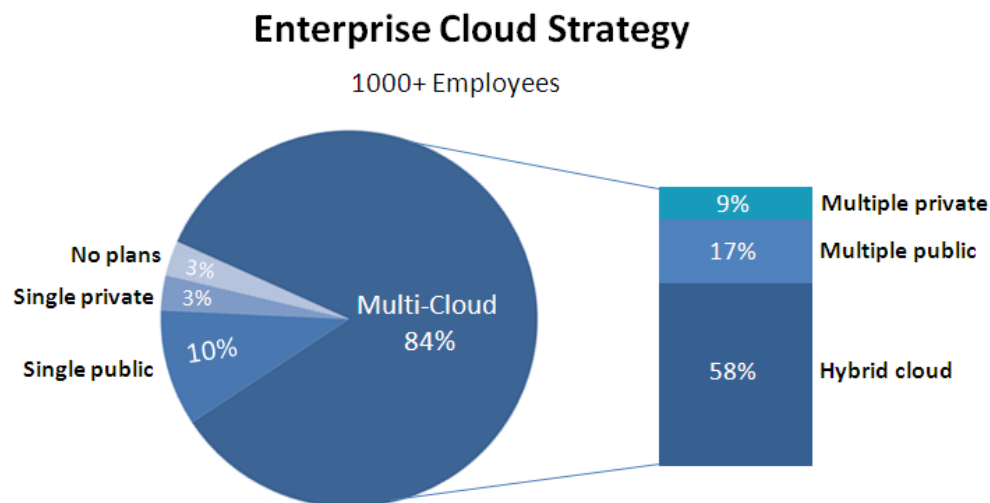 Enterprise Cloud Strategy
1000+ Employees
No plans
3%
Single private
3%
Single public
10%
Multi-Cloud
84%
9%
Multiple private
17%
Multiple public
58%
Hybrid cloud